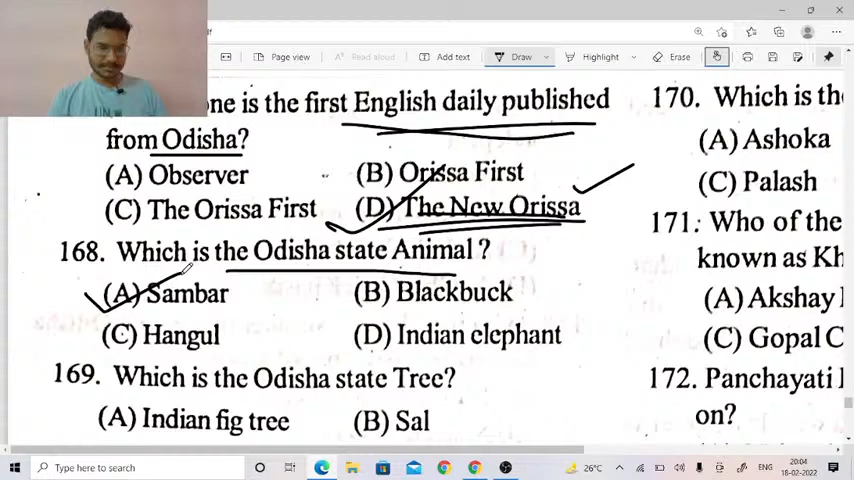 df
Page view
Read aloud
Add text
Draw
Highlight
Erase
one is the first English daily published
from Odisha?
(A) Observer
(B) Orissa First
(C) The Orissa First
(D) The New Orissa
168. Which is the Odisha state Animal ?
(A) Sambar
(B) Blackbuck
(C) Hangul
(D) Indian elephant
169. Which is the Odisha state Tree?
(A) Indian fig tree
(B) Sal
170. Which is th
(A) Ashoka
(C) Palash
171. Who of the
known as Kh
(A) Akshay
(C) Gopal C
172. Panchayati
on?
Type here to search
26°C
ENG
20:04
18-02-2022